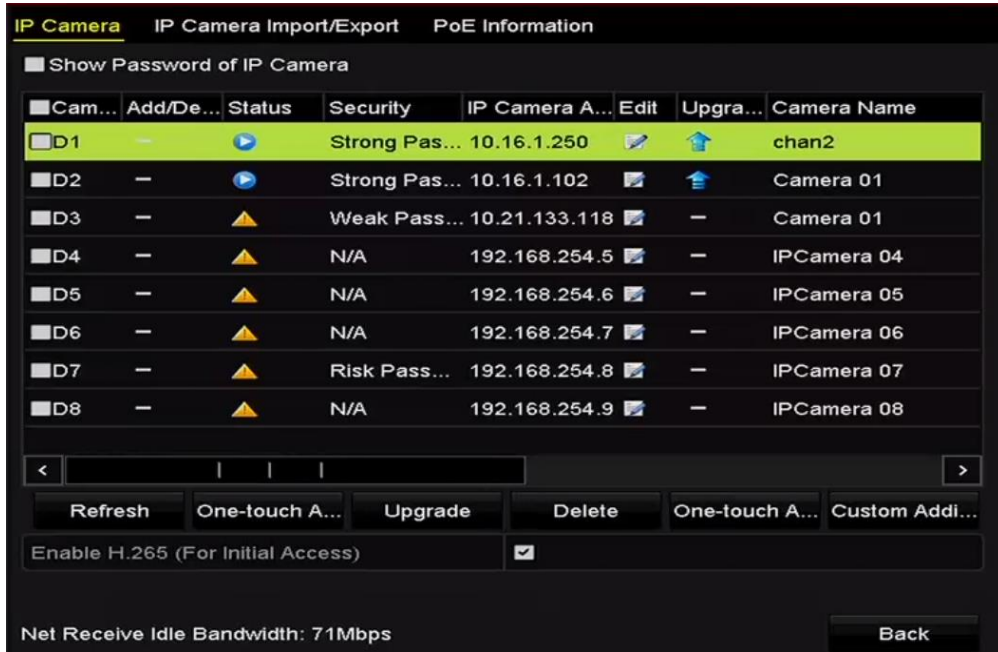 IP Camera IP Camera Import/Export PoE Information
Show Password of IP Camera
Cam... Add/De... Status Security IP Camera A... Edit Upgra... Camera Name
D1 — Strong Pas... 10.16.1.250 chan2
D2 — Strong Pas... 10.16.1.102 Camera 01
D3 — Weak Pass... 10.21.133.118 — Camera 01
D4 — N/A 192.168.254.5 — IPCamera 04
D5 — N/A 192.168.254.6 — IPCamera 05
D6 — N/A 192.168.254.7 — IPCamera 06
D7 — Risk Pass... 192.168.254.8 — IPCamera 07
D8 — N/A 192.168.254.9 — IPCamera 08
< >
Refresh One-touch A... Upgrade Delete One-touch A... Custom Addi...
Enable H.265 (For Initial Access)
Net Receive Idle Bandwidth: 71Mbps Back